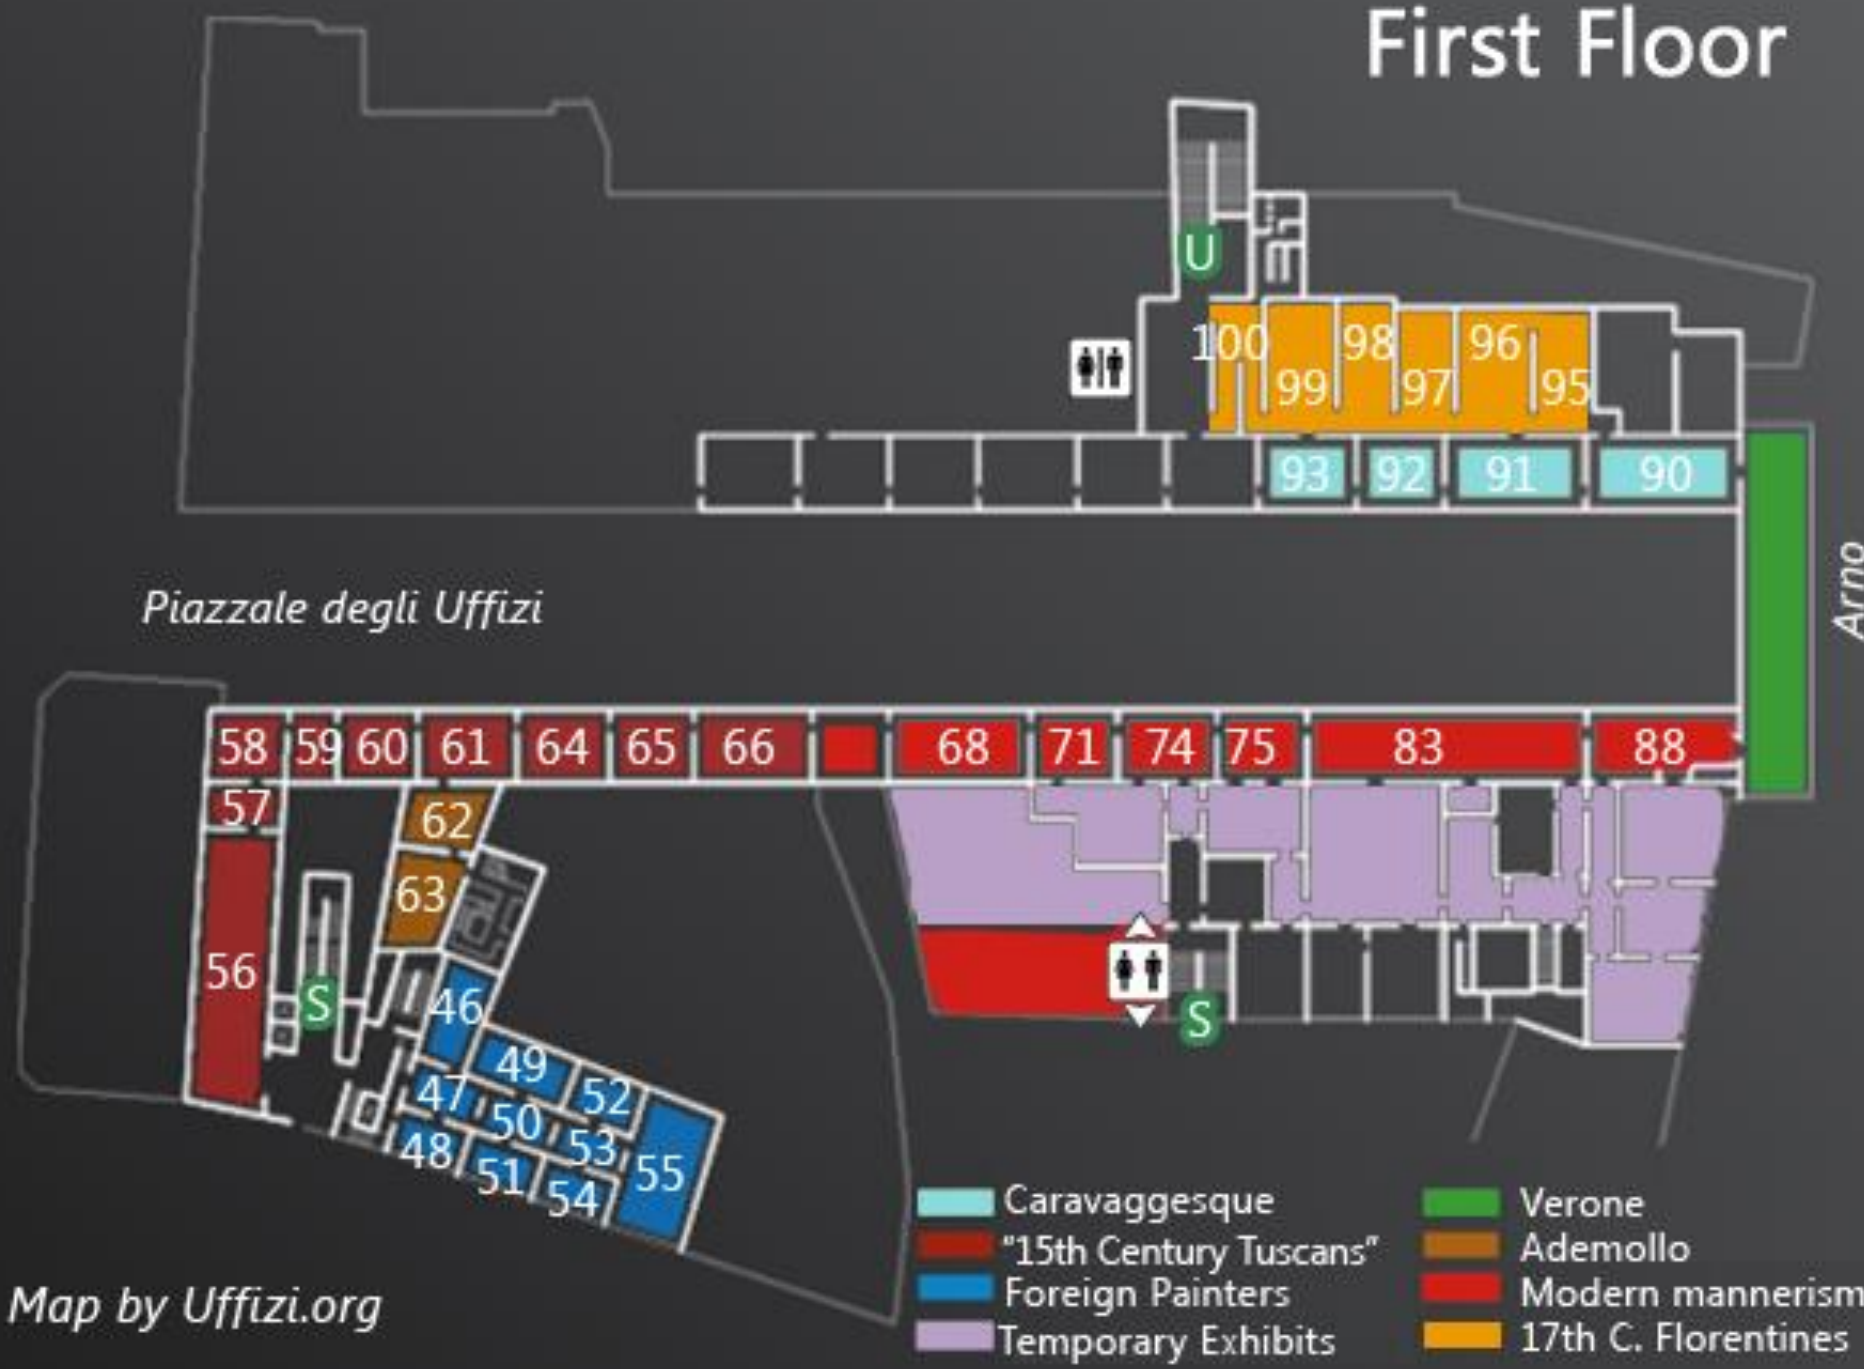 First Floor
U
100 98 96
99 97 95
93 92 91 90
Arno
Piazzale degli Uffizi
58 59 60 61 64 65 66 68 71 74 75 83 88
57
62
63
56
S
46
S
49
47
52
50
53
48
51
54
55
Caravaggesque
"15th Century Tuscans"
Foreign Painters
Temporary Exhibits
Verone
Ademollo
Modern mannerism
17th C. Florentines
Map by Uffizi.org